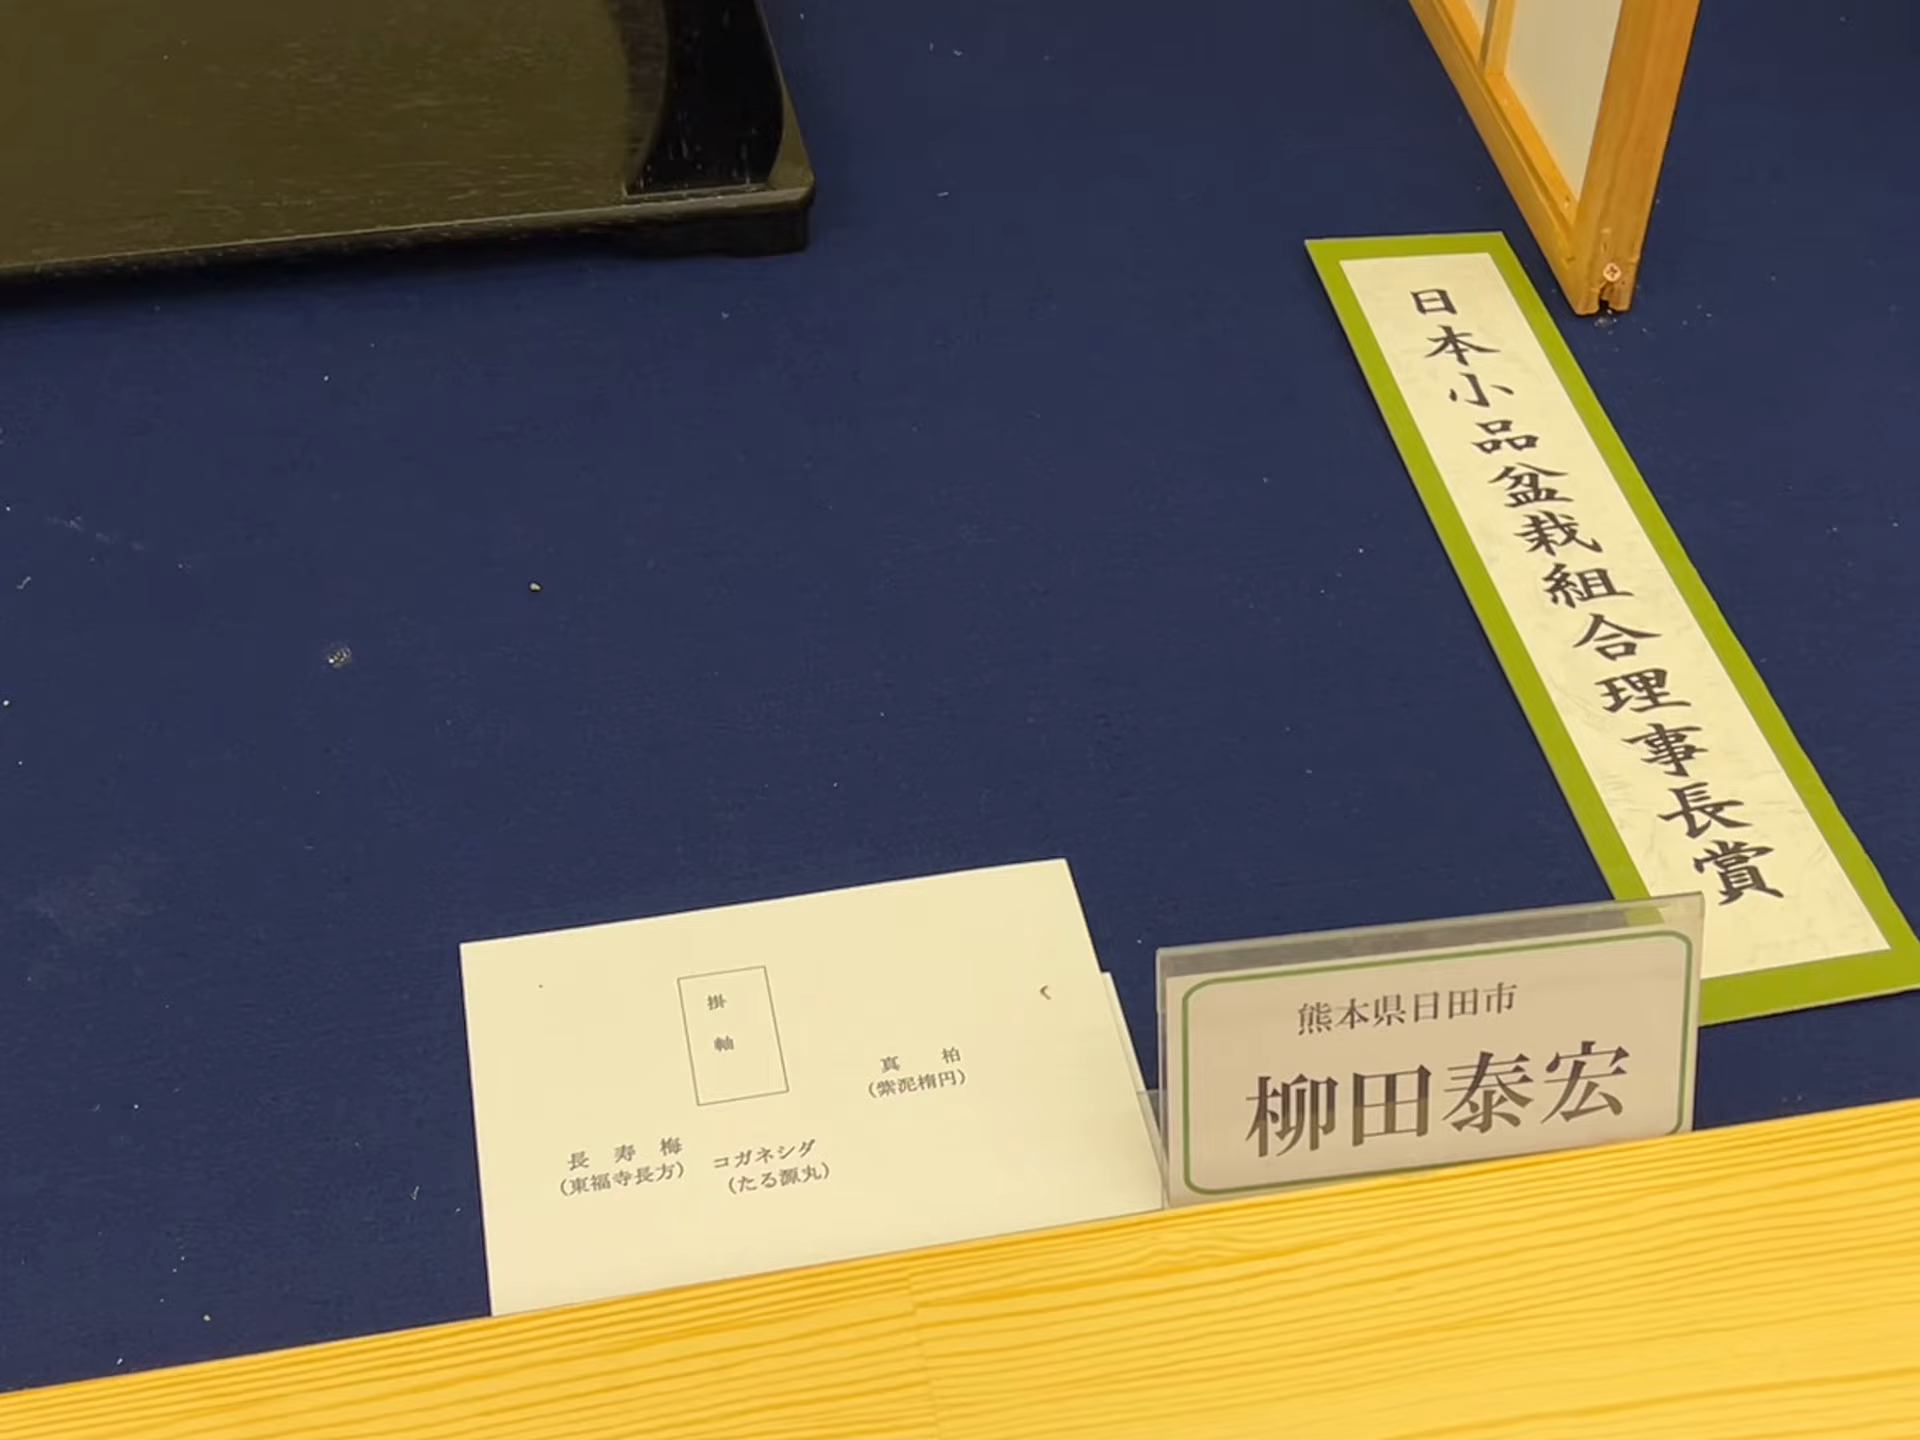 日本小品盆栽組合理事長賞
掛軸
真柏
(紫泥楕円)
長寿梅
(東福寺長方)
コガネシダ
(たる源丸)
熊本県日田市
柳田泰宏